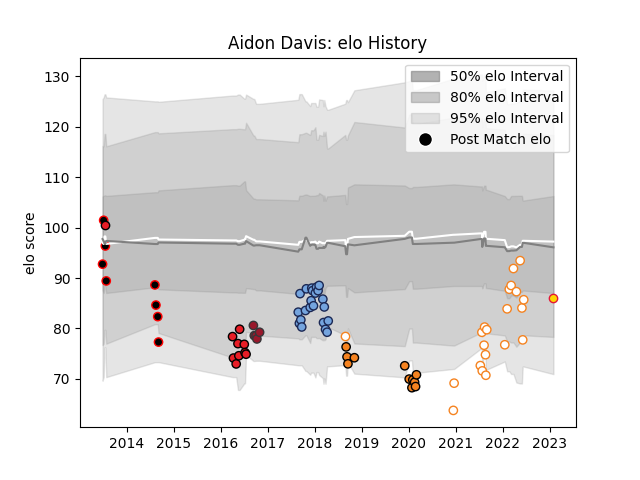 Aidon Davis: elo History
50% elo Interval
80% elo Interval
95% elo Interval
Post Match elo
elo score
130
120
110
100
90
80
70
2014 2015 2016 2017 2018 2019 2020 2021 2022 2023